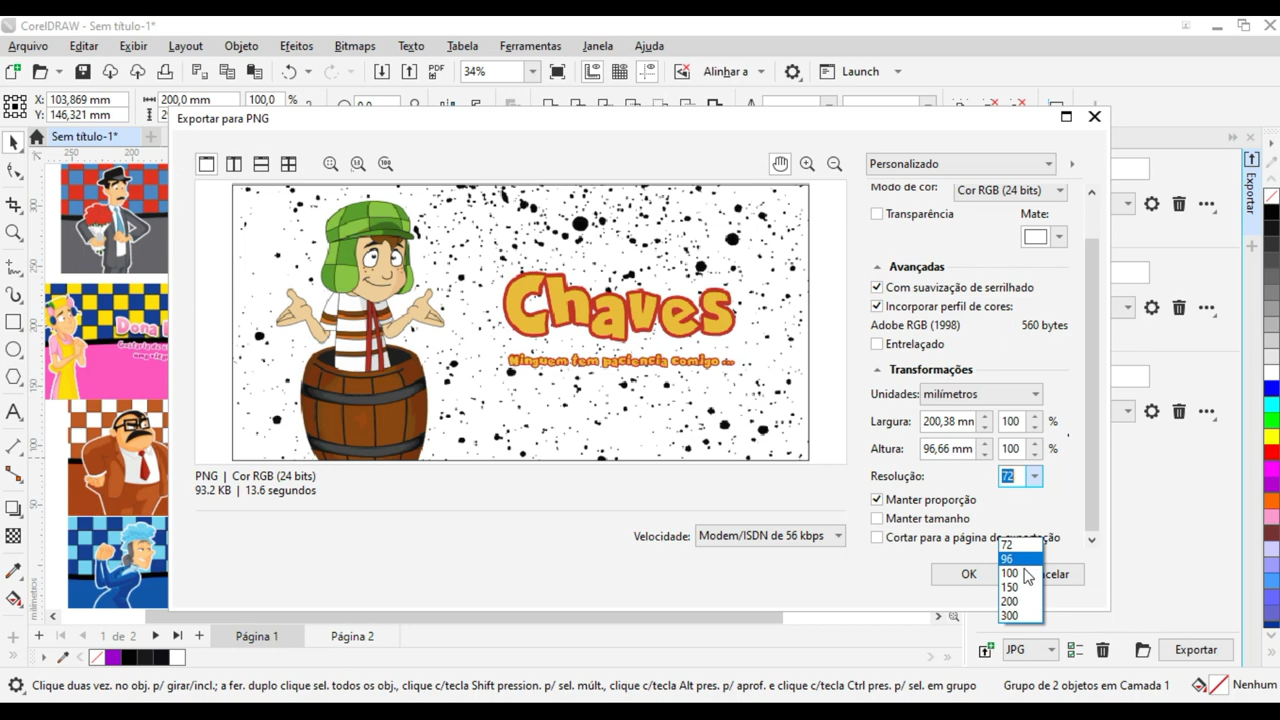 CorelDRAW - Sem título-1*
Arquivo Editar Exibir Layout Objeto Efeitos Bitmaps Texto Tabela Ferramentas Janela Ajuda
PDF 34% Alinhar a Launch
X: 103,869 mm 200,0 mm 100,0 %
Y: 146,321 mm
Exportar para PNG
Sem título-1*
250 200
Personalizado
Modo de cor: Cor RGB (24 bits)
Transparência Mate:
Exportar
Avançadas
Com suavização de serrilhado
Incorporar perfil de cores:
Adobe RGB (1998) 560 bytes
Entrelaçado
Chaves
Ninguem tem paciencia comigo ...
Dona
Transformações
Unidades: milímetros
Largura: 200,38 mm 100 %
Altura: 96,66 mm 100 %
Resolução: 72
PNG | Cor RGB (24 bits)
93.2 KB | 13.6 segundos
Manter proporção
Manter tamanho
Velocidade: Modem/ISDN de 56 kbps
Cortar para a página de exportação
72
96
100
150
200
300
OK
milímetros
1 de 2 Página 1 Página 2
JPG Exportar
Clique duas vez. no obj. p/ girar/incl.; a fer. duplo clique sel. todos os obj., clique c/tecla Shift pression. p/ sel. múlt., clique c/tecla Alt pres. p/ aprof. e clique c/tecla Ctrl pres. p/ sel. em grupo Grupo de 2 objetos em Camada 1 Nenhum